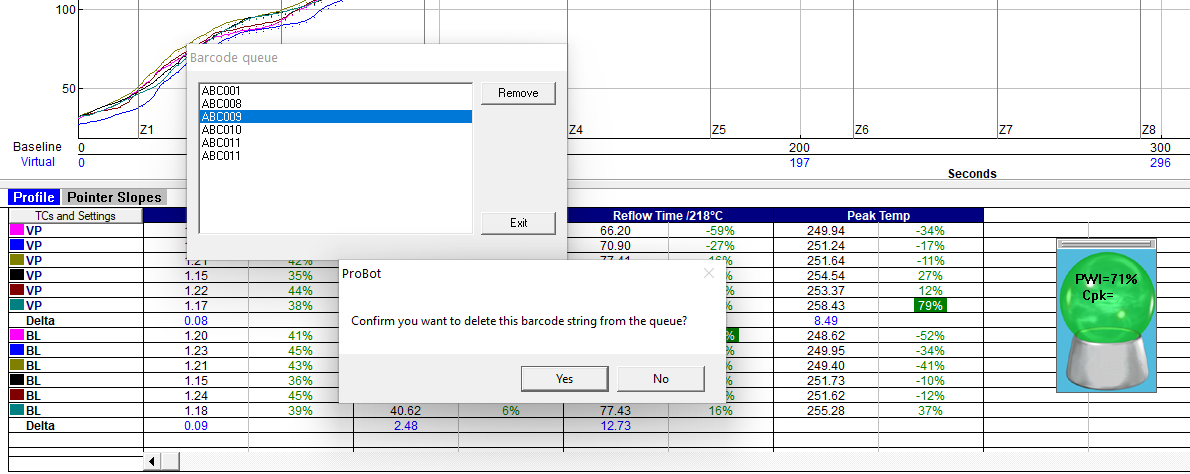 100
50
Z1
Z4
Z5
Z6
Z7
Z8
Baseline 0 200 300
Virtual 0 197 296
Seconds
Barcode queue
ABC001
ABC008
ABC009
ABC010
ABC011
ABC011
Remove
Exit
Profile Pointer Slopes
TCs and Settings Reflow Time /218°C Peak Temp
VP 66.20 -59% 249.94 -34%
VP 70.90 -27% 251.24 -17%
VP 251.64 -11%
VP 1.15 35% 254.54 27%
VP 1.22 44% 253.37 12%
VP 1.17 38% 258.43 79%
Delta 0.08 8.49
BL 1.20 41% 248.62 -52%
BL 1.23 45% 249.95 -34%
BL 1.21 43% 249.40 -41%
BL 1.15 36% 251.73 -10%
BL 1.24 45% 251.62 -12%
BL 1.18 39% 40.62 6% 77.43 16% 255.28 37%
Delta 0.09 2.48 12.73
ProBot
Confirm you want to delete this barcode string from the queue?
Yes
No
PWI=71%
Cpk=